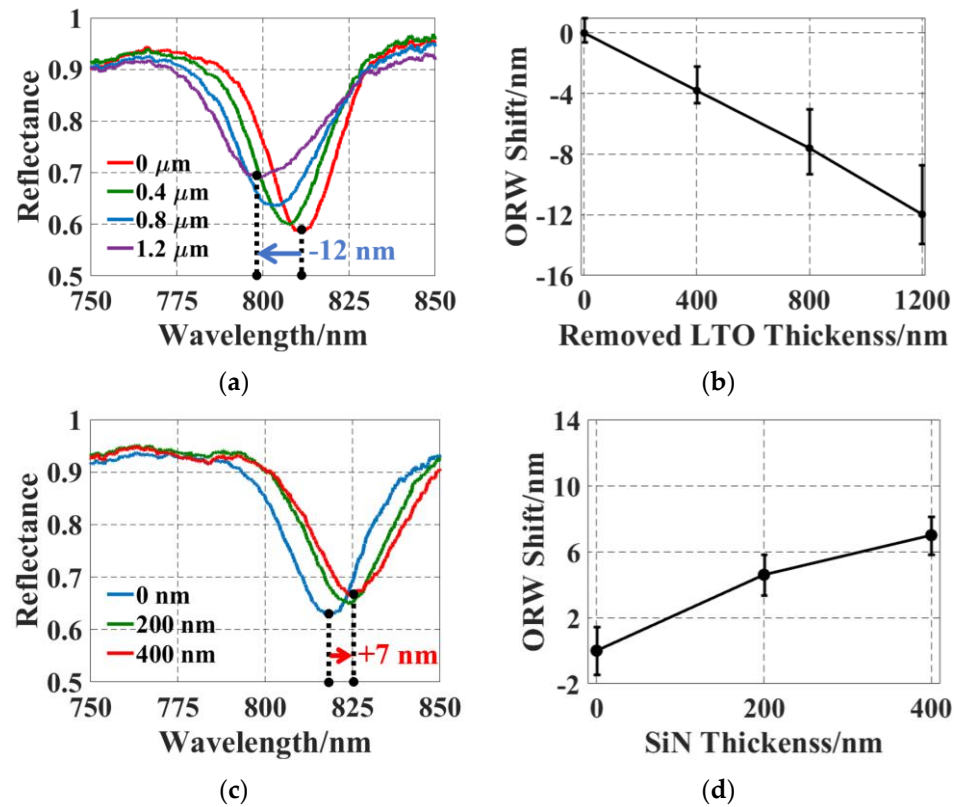 1
0.9
0.8
0.7
0.6
0.5
Reflectance
0 μm
0.4 μm
0.8 μm
1.2 μm
-12 nm
750 775 800 825 850
Wavelength/nm
(a)
0
-4
-8
-12
-16
ORW Shift/nm
0 400 800 1200
Removed LTO Thickenss/nm
(b)
1
0.9
0.8
0.7
0.6
0.5
Reflectance
0 nm
200 nm
400 nm
+7 nm
750 775 800 825 850
Wavelength/nm
(c)
14
10
6
2
-2
ORW Shift/nm
0 200 400
SiN Thickenss/nm
(d)